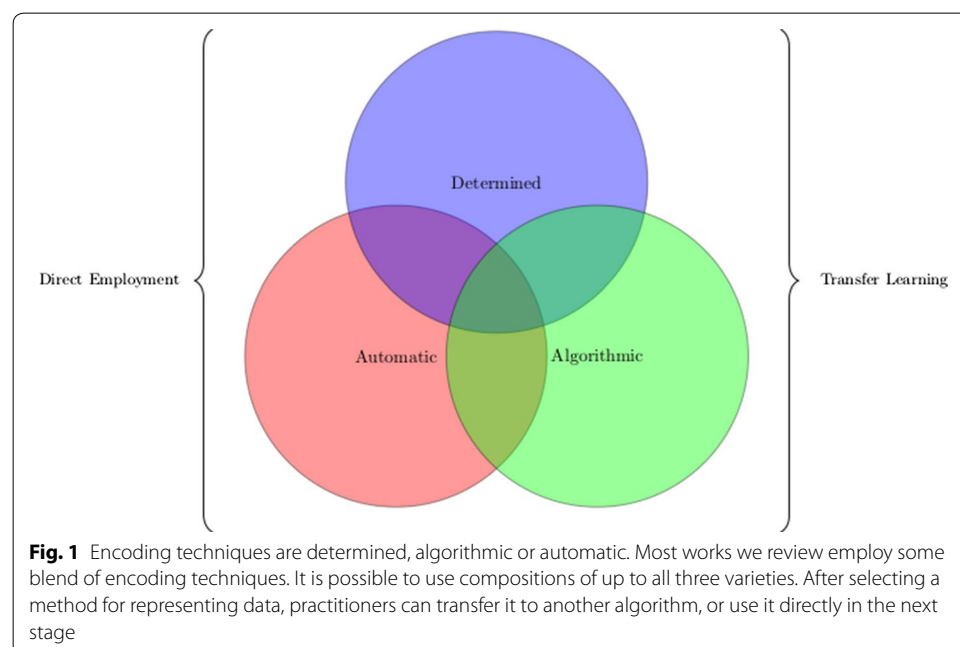 Determined
Direct Employment
Transfer Learning
Automatic
Algorithmic
Fig. 1 Encoding techniques are determined, algorithmic or automatic. Most works we review employ some
blend of encoding techniques. It is possible to use compositions of up to all three varieties. After selecting a
method for representing data, practitioners can transfer it to another algorithm, or use it directly in the next
stage